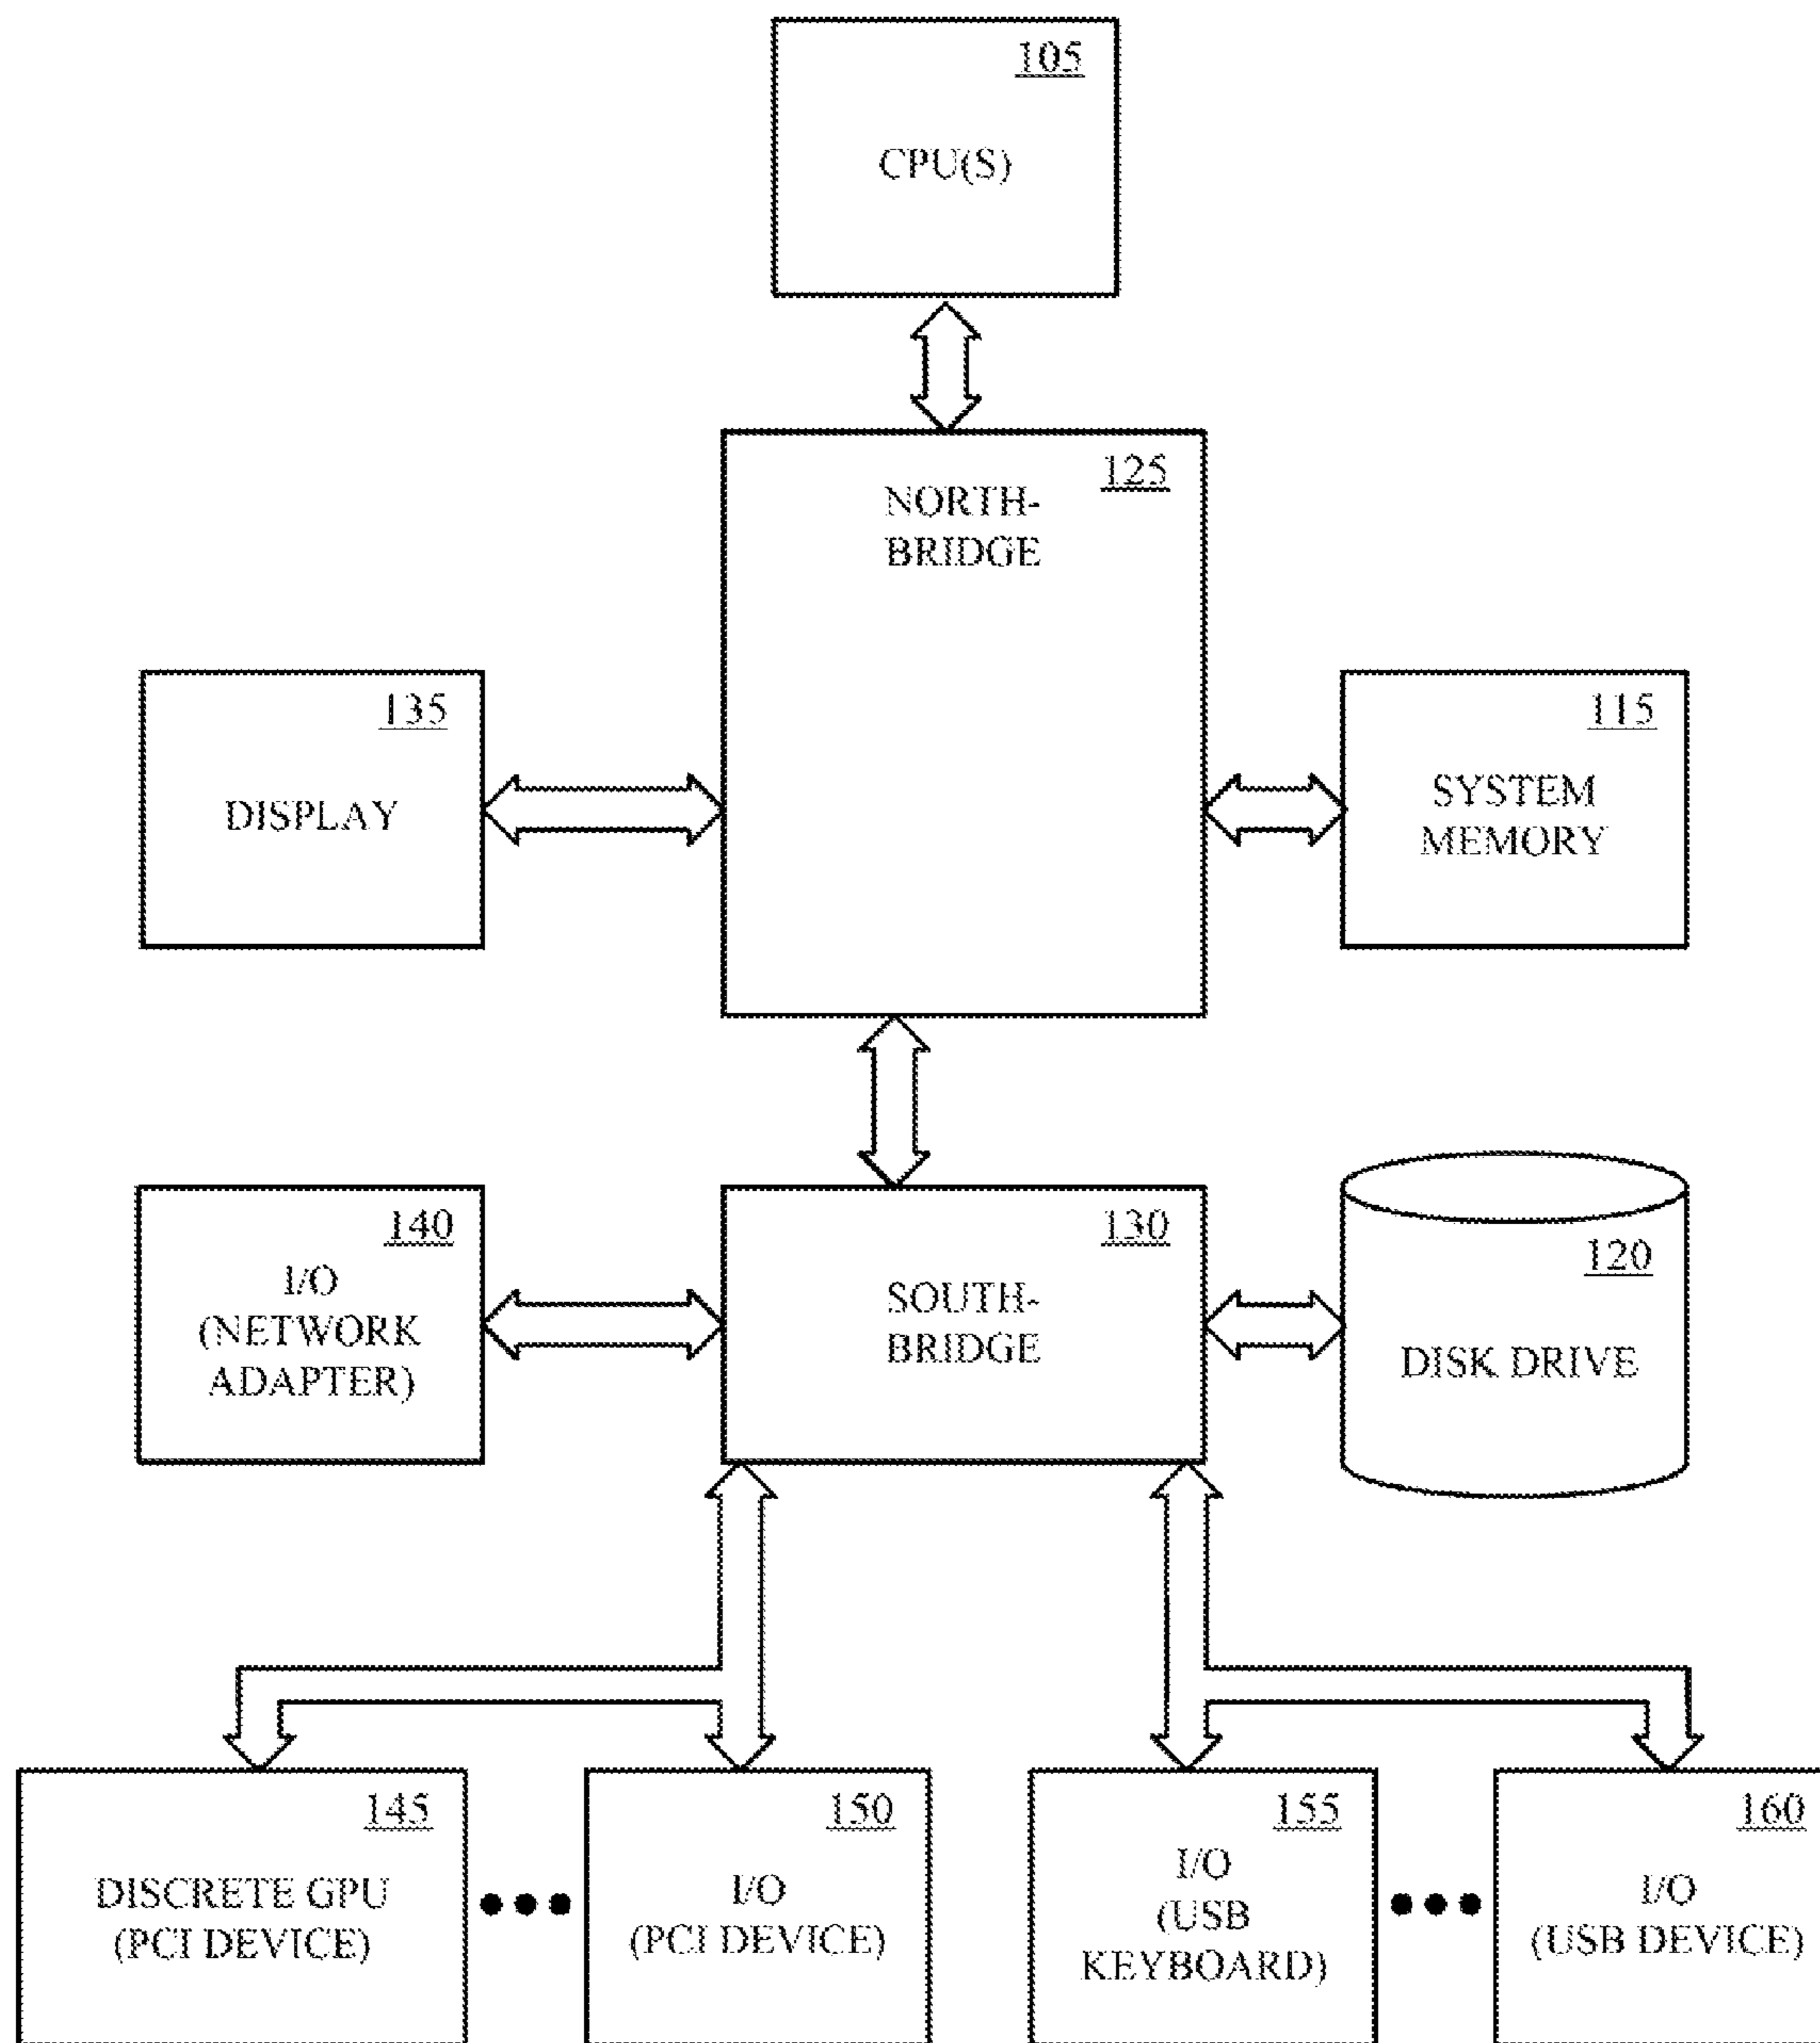 105
CPU(S)
125
NORTH-
BRIDGE
135
DISPLAY
115
SYSTEM
MEMORY
140
I/O
(NETWORK
ADAPTER)
130
SOUTH-
BRIDGE
120
DISK DRIVE
145
DISCRETE GPU
(PCI DEVICE)
150
I/O
(PCI DEVICE)
155
I/O
(USB
KEYBOARD)
160
I/O
(USB DEVICE)